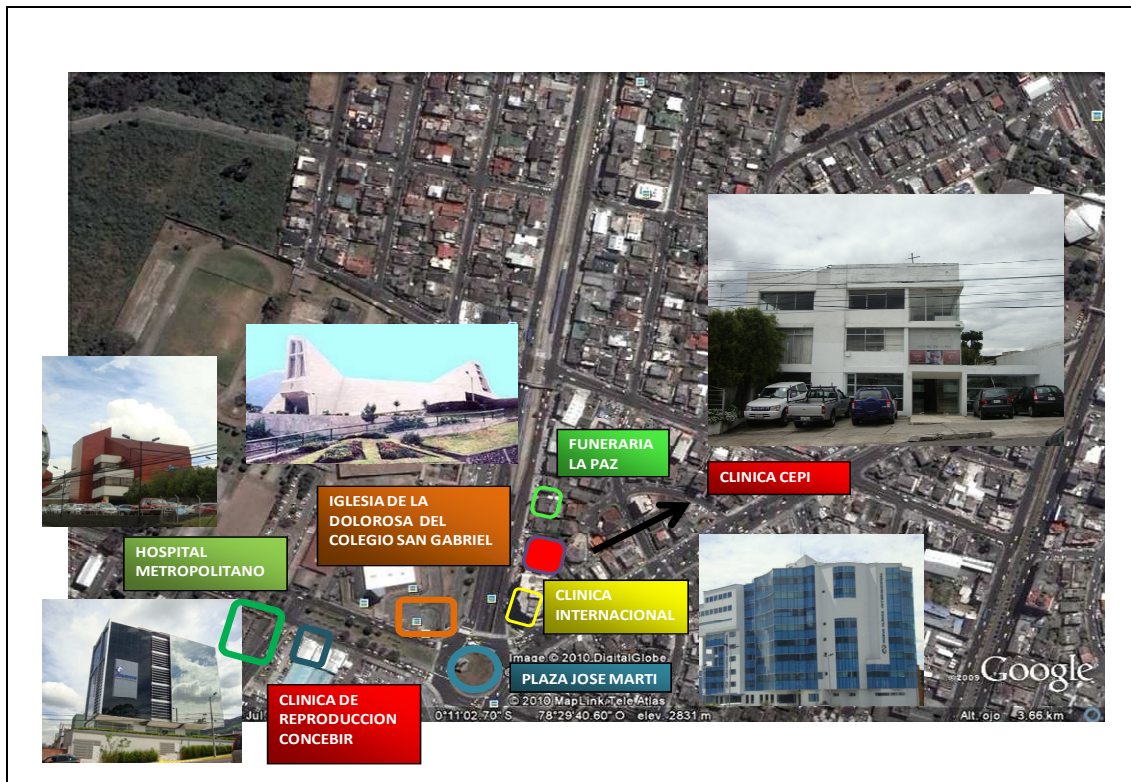 FUNERARIA
LA PAZ
CLINICA CEPI
IGLESIA DE LA
DOLOROSA DEL
COLEGIO SAN GABRIEL
HOSPITAL
METROPOLITANO
CLINICA
INTERNACIONAL
Image © 2010 DigitalGlobe
PLAZA JOSE MARTI
©2009 Google
CLINICA DE
REPRODUCCION
CONCEBIR
© 2010 MapLink/Tele Atlas
0°11'02.70" S 78°29'40.60" O elev. 2831 m
Alt. ojo 3.66 km